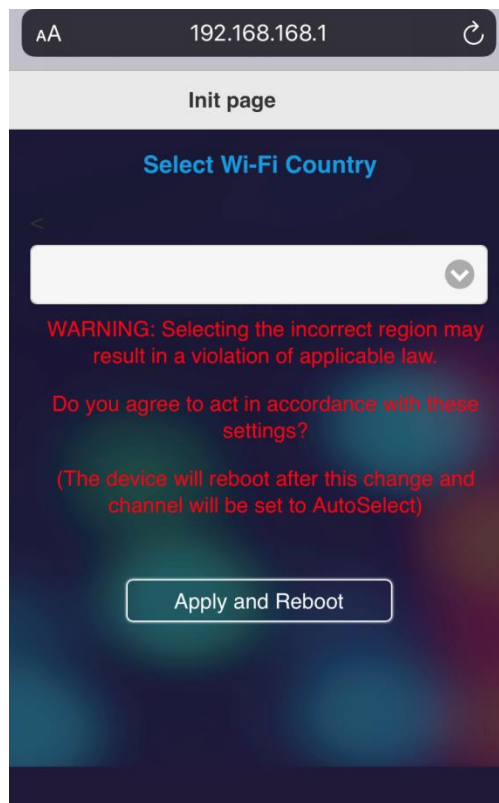 AA
192.168.168.1
Init page
Select Wi-Fi Country
<
WARNING: Selecting the incorrect region may
result in a violation of applicable law.
Do you agree to act in accordance with these
settings?
(The device will reboot after this change and
channel will be set to AutoSelect)
Apply and Reboot